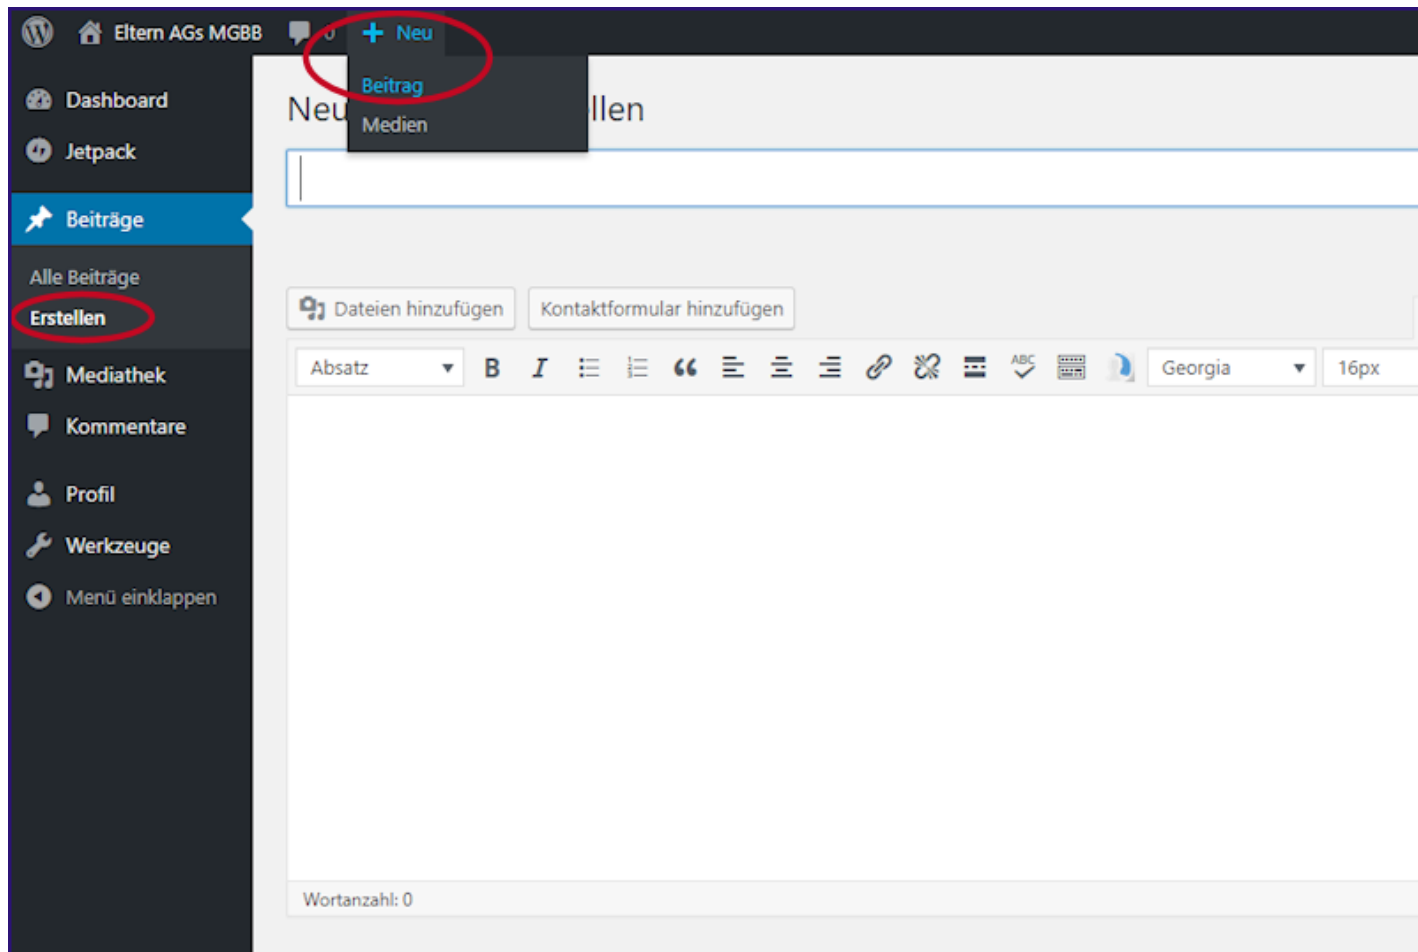 Eltern AGs MGBB 0 + Neu
Beitrag
Medien
Dashboard
Jetpack
Beiträge
Alle Beiträge
Erstellen
Mediathek
Kommentare
Profil
Werkzeuge
Menü einklappen
Neu llen
Dateien hinzufügen Kontaktformular hinzufügen
Absatz B I “ ABC Georgia 16px
Wortanzahl: 0